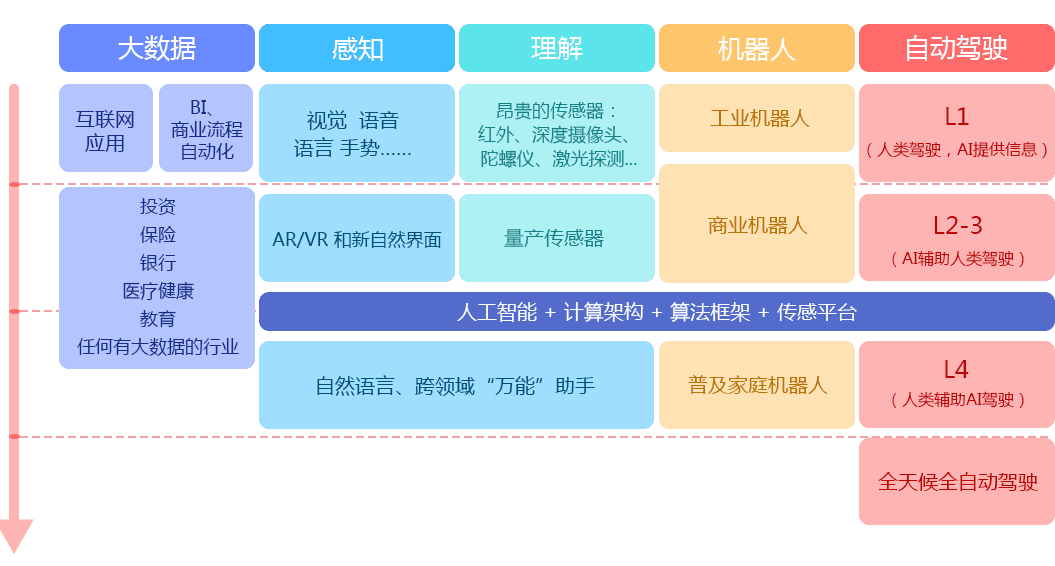 大数据
感知
理解
机器人
自动驾驶
互联网
应用
BI、
商业流程
自动化
视觉 语音
语言 手势......
昂贵的传感器：
红外、深度摄像头、
陀螺仪、激光探测...
工业机器人
L1
（人类驾驶，AI提供信息）
投资
保险
银行
医疗健康
教育
任何有大数据的行业
AR/VR 和新自然界面
量产传感器
商业机器人
L2-3
（AI辅助人类驾驶）
人工智能 + 计算架构 + 算法框架 + 传感平台
自然语言、跨领域“万能”助手
普及家庭机器人
L4
（人类辅助AI驾驶）
全天候全自动驾驶